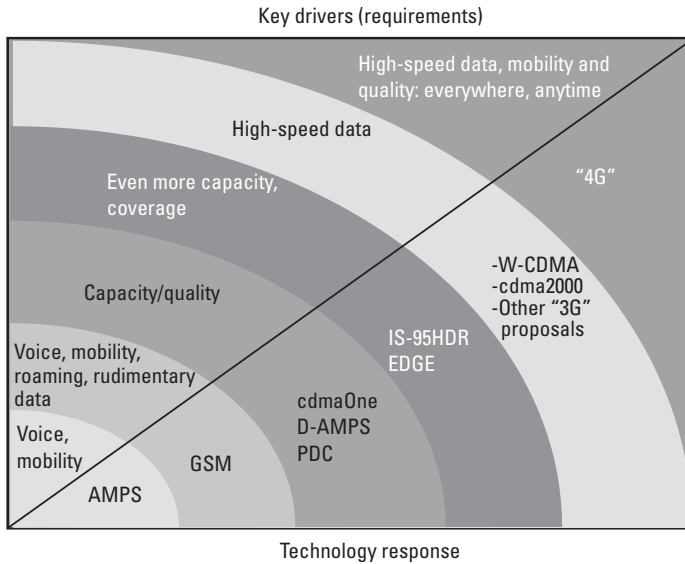 Key drivers (requirements)
High-speed data, mobility and
quality: everywhere, anytime
High-speed data
"4G"
Even more capacity,
coverage
-W-CDMA
-cdma2000
-Other "3G"
proposals
Capacity/quality
IS-95HDR
EDGE
Voice, mobility,
roaming, rudimentary
data
cdmaOne
D-AMPS
PDC
Voice,
mobility
GSM
AMPS
Technology response